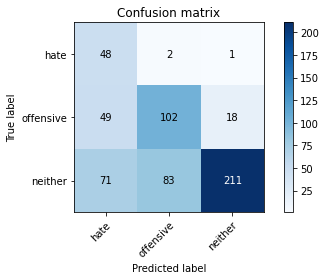 Confusion matrix
True label
hate
offensive
neither
48 2 1
49 102 18
71 83 211
hate offensive neither
Predicted label
200
175
150
125
100
75
50
25